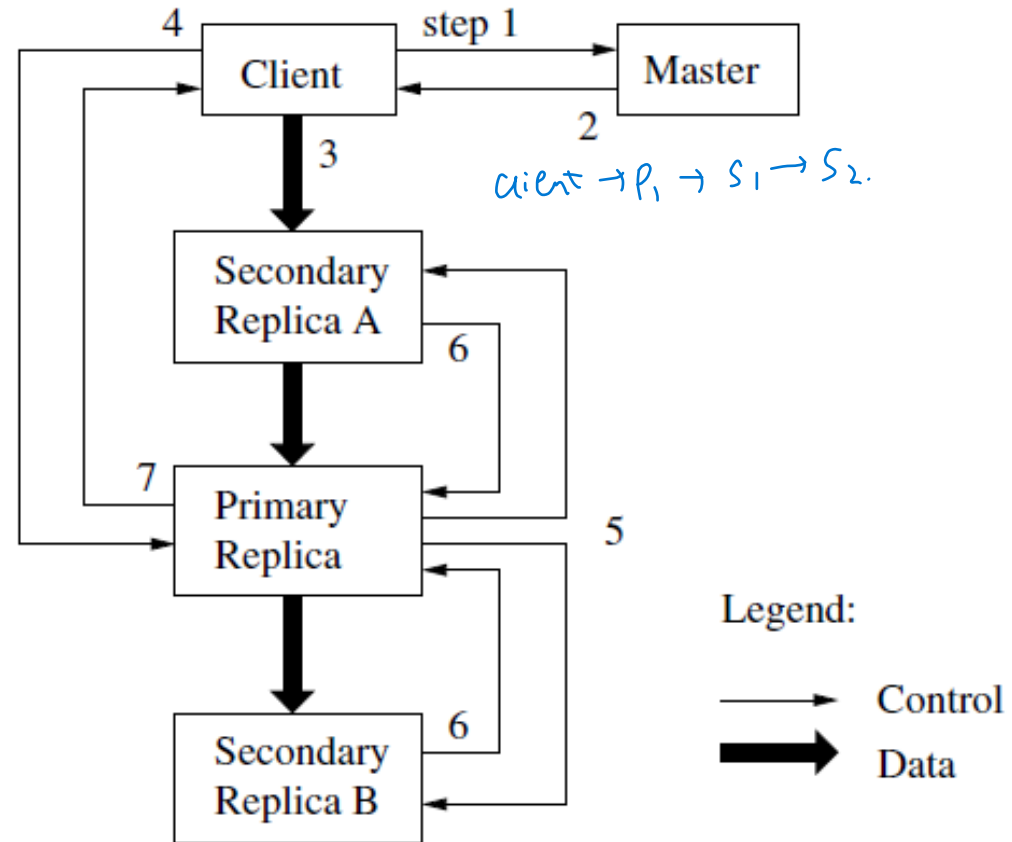 4
step 1
Client
Master
2
3
client → P₁ → S₁ → S₂.
Secondary
Replica A
6
7
Primary
Replica
5
Legend:
Control
6
Secondary
Replica B
Data